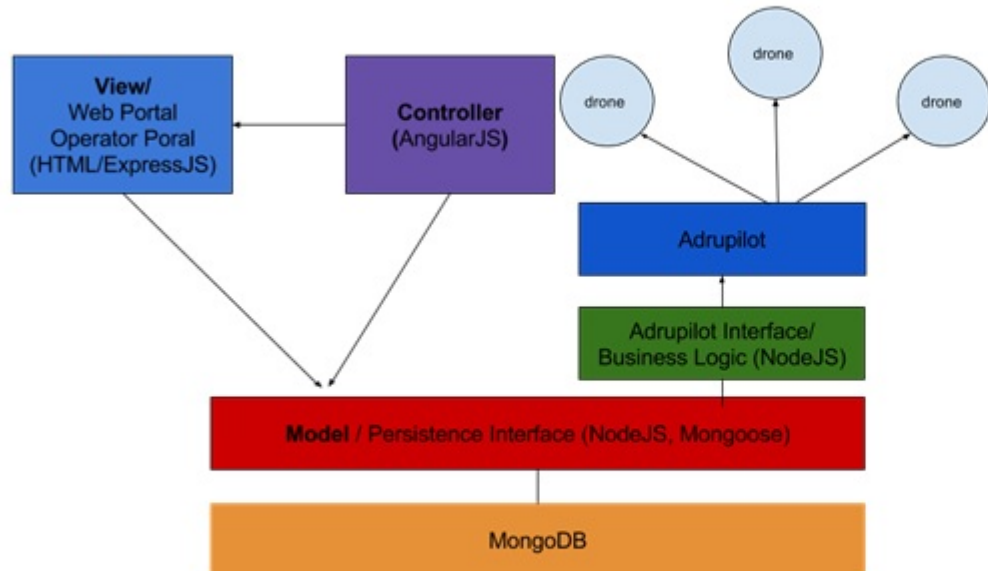 View/
Web Portal
Operator Poral
(HTML/ExpressJS)
Controller
(AngularJS)
drone
drone
drone
Adrupilot
Adrupilot Interface/
Business Logic (NodeJS)
Model / Persistence Interface (NodeJS, Mongoose)
MongoDB